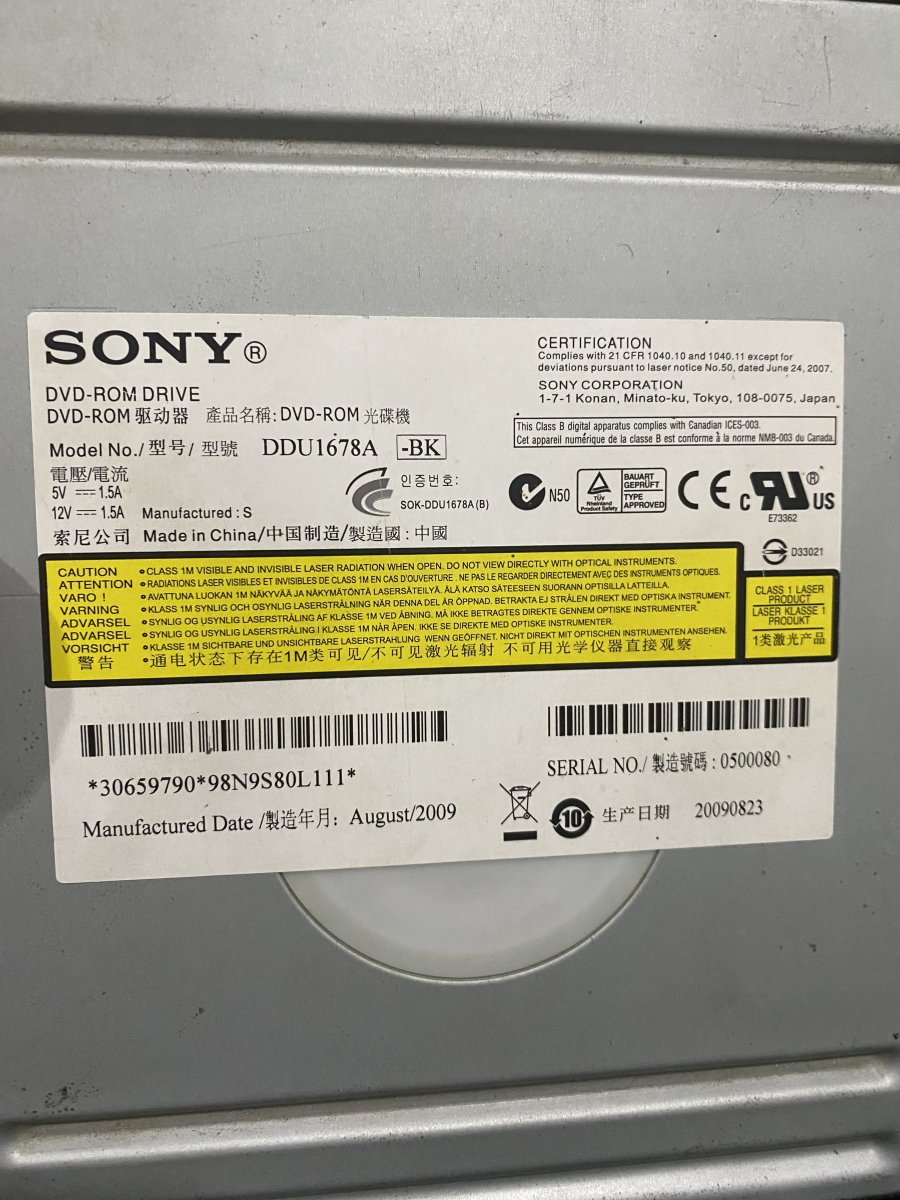 SONY®
DVD-ROM DRIVE
DVD-ROM 驱动器 產品名稱: DVD-ROM 光碟機
Model No./ 型号/ 型號 DDU1678A -BK
電壓/電流
5V 1.5A
12V 1.5A Manufactured : S
索尼公司 Made in China/中国制造/製造國 : 中國
인증번호:
SOK-DDU1678A (B)
CERTIFICATION
Complies with 21 CFR 1040.10 and 1040.11 except for
deviations pursuant to laser notice No.50, dated June 24, 2007.
SONY CORPORATION
1-7-1 Konan, Minato-ku, Tokyo, 108-0075, Japan
This Class B digital apparatus complies with Canadian ICES-003.
Cet appareil numérique de la classe B est conforme à la norme NMB-003 du Canada.
N50
TÜV
Rheinland
Product Safety
BAUART
GEPRÜFT
TYPE
APPROVED
CE
c RU ® US
E73362
D33021
CAUTION • CLASS 1M VISIBLE AND INVISIBLE LASER RADIATION WHEN OPEN. DO NOT VIEW DIRECTLY WITH OPTICAL INSTRUMENTS.
ATTENTION • RADIATIONS LASER VISIBLES ET INVISIBLES DE CLASS 1M EN CAS D'OUVERTURE . NE PAS LE REGARDER DIRECTEMENT AVEC DES INSTRUMENTS OPTIQUES.
VARO ! • AVATTUNA LUOKAN 1M NÄKYVÄÄ JA NÄKYMÄTÖNTÄ LASERSÄTEILYÄ. ÄLÄ KATSO SÄTEESEEN SUORANN OPTISILLA LATTEILLA.
VARNING • KLASS 1M SYNLIG OCH OSYNLIG LASERSTRÅLNING NÄR DENNA DEL ÄR ÖPPNAD. BETRAKTA EJ STRÅLEN DIREKT MED OPTISKA INSTRUMENT.
ADVARSEL • SYNLIG OG USYNLIG LASERSTRÅLING AF KLASSE 1M VED ÅBNING. MÅ IKKE BETRAGTES DIREKTE GENNEM OPTISKE INSTRUMENTER.
ADVARSEL • SYNLIG OG USYNLIG LASERSTRÅLING I KLASSE 1M NÅR ÅPEN. IKKE SE DIREKTE MED OPTISKE INSTRUMENTER.
VORSICHT • KLASSE 1M SICHTBARE UND UNSICHTBARE LASERSTRAHLUNG WENN GEÖFFNET. NICHT DIREKT MIT OPTISCHEN INSTRUMENTEN ANSEHEN.
警告 • 通电状态下存在1M类可见/不可见激光辐射 不可用光学仪器直接观察
CLASS 1 LASER
PRODUCT
LASER KLASSE 1
PRODUKT
1类激光产品
*30659790*98N9S80L111*
SERIAL NO./ 製造號碼 : 0500080
Manufactured Date /製造年月: August/2009
10 生产日期 20090823